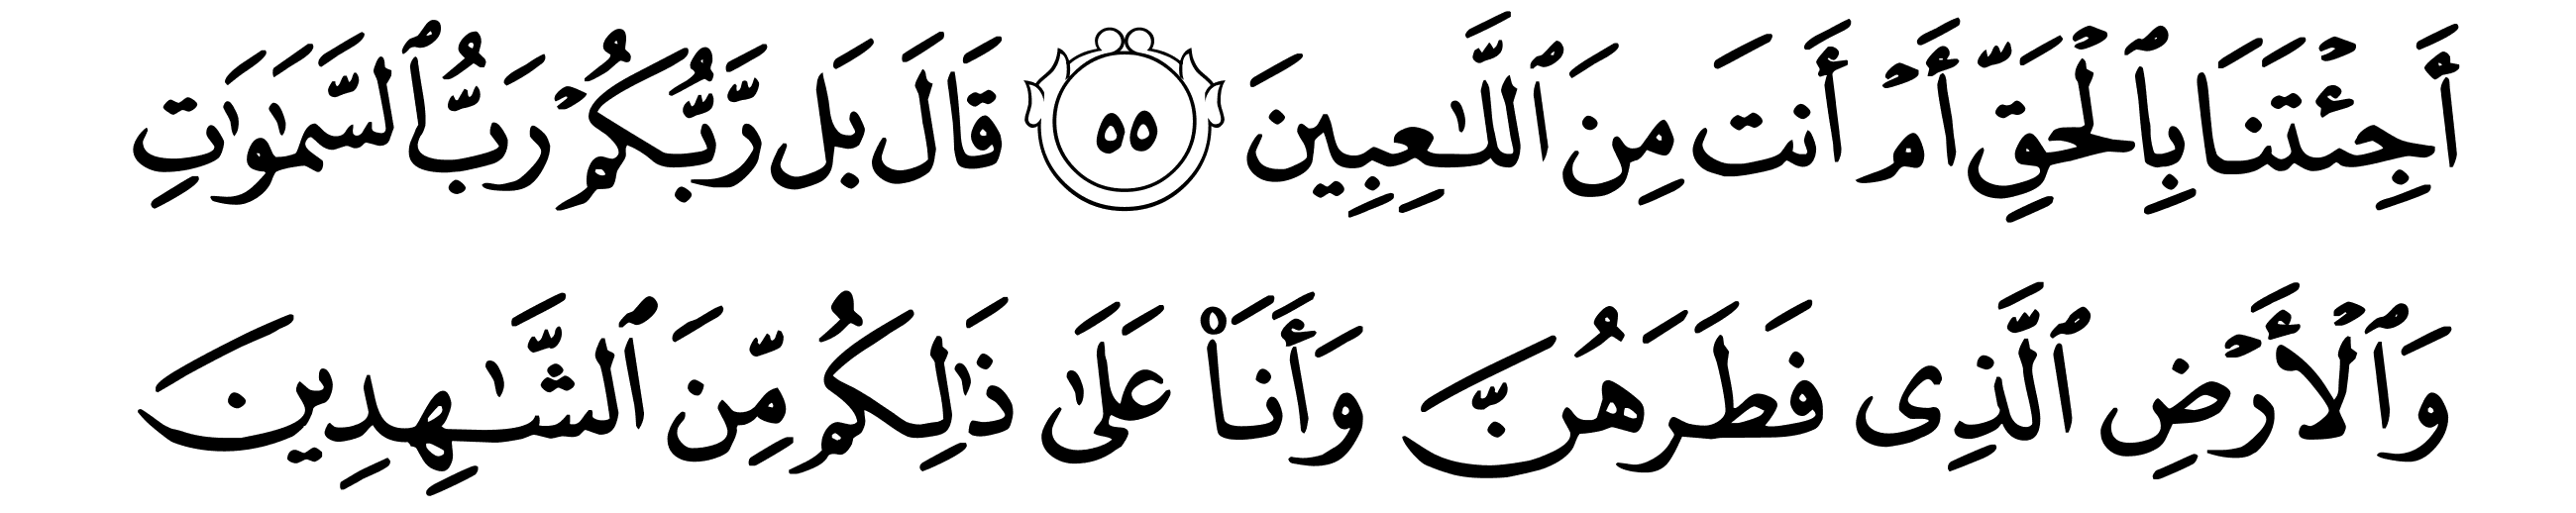 أَجِئْتَنَا بِٱلْحَقِّ أَمْ أَنتَ مِنَ ٱللَّـٰعِبِينَ ٥٥ قَالَ بَل رَّبُّكُمْ رَبُّ ٱلسَّمَـٰوَٰتِ
وَٱلْأَرْضِ ٱلَّذِى فَطَرَهُنَّ وَأَنَا۠ عَلَىٰ ذَٰلِكُم مِّنَ ٱلشَّـٰهِدِينَ